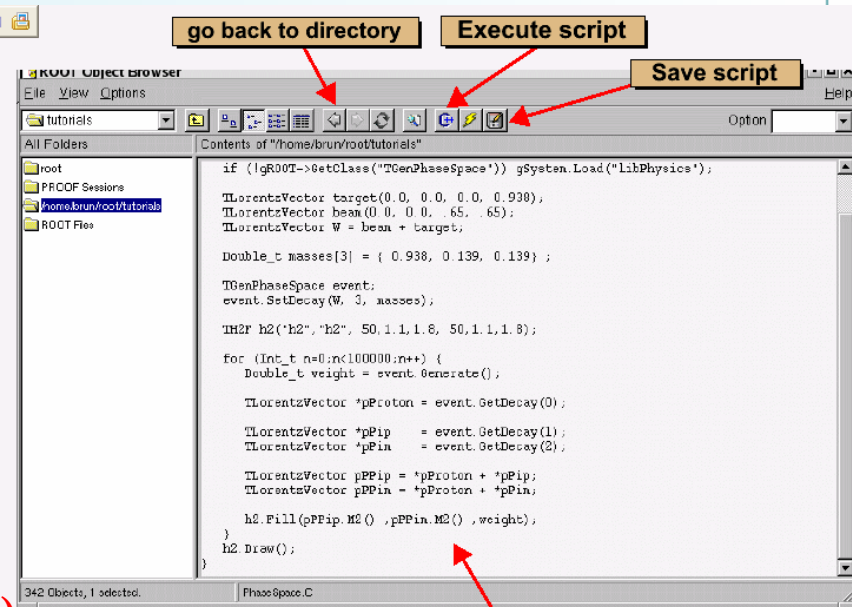 go back to directory
Execute script
Save script
ROOT Object Browser
File View Options
Help
tutorials
Option
All Folders
Contents of "/home/brun/root/tutorials"
root
PROOF Sessions
/home/brun/root/tutorials
ROOT Files
if (!gROOT->GetClass("TGenPhaseSpace")) gSystem.Load("libPhysics");
TLorentzVector target(0.0, 0.0, 0.0, 0.938);
TLorentzVector beam(0.0, 0.0, .65, .65);
TLorentzVector W = beam + target;
Double_t masses[3] = { 0.938, 0.139, 0.139} ;
TGenPhaseSpace event;
event.SetDecay(W, 3, masses);
TH2F h2("h2","h2", 50,1.1,1.8, 50,1.1,1.8);
for (Int_t n=0;n<100000;n++) {
Double_t weight = event.Generate();
TLorentzVector *pProton = event.GetDecay(0);
TLorentzVector *pPip = event.GetDecay(1);
TLorentzVector *pPim = event.GetDecay(2);
TLorentzVector pPPip = *pProton + *pPip;
TLorentzVector pPPim = *pProton + *pPim;
h2.Fill(pPPip.M2() ,pPPim.M2() ,weight);
}
h2.Draw();
}
342 Objects, 1 selected.
PhaseSpace.C
)